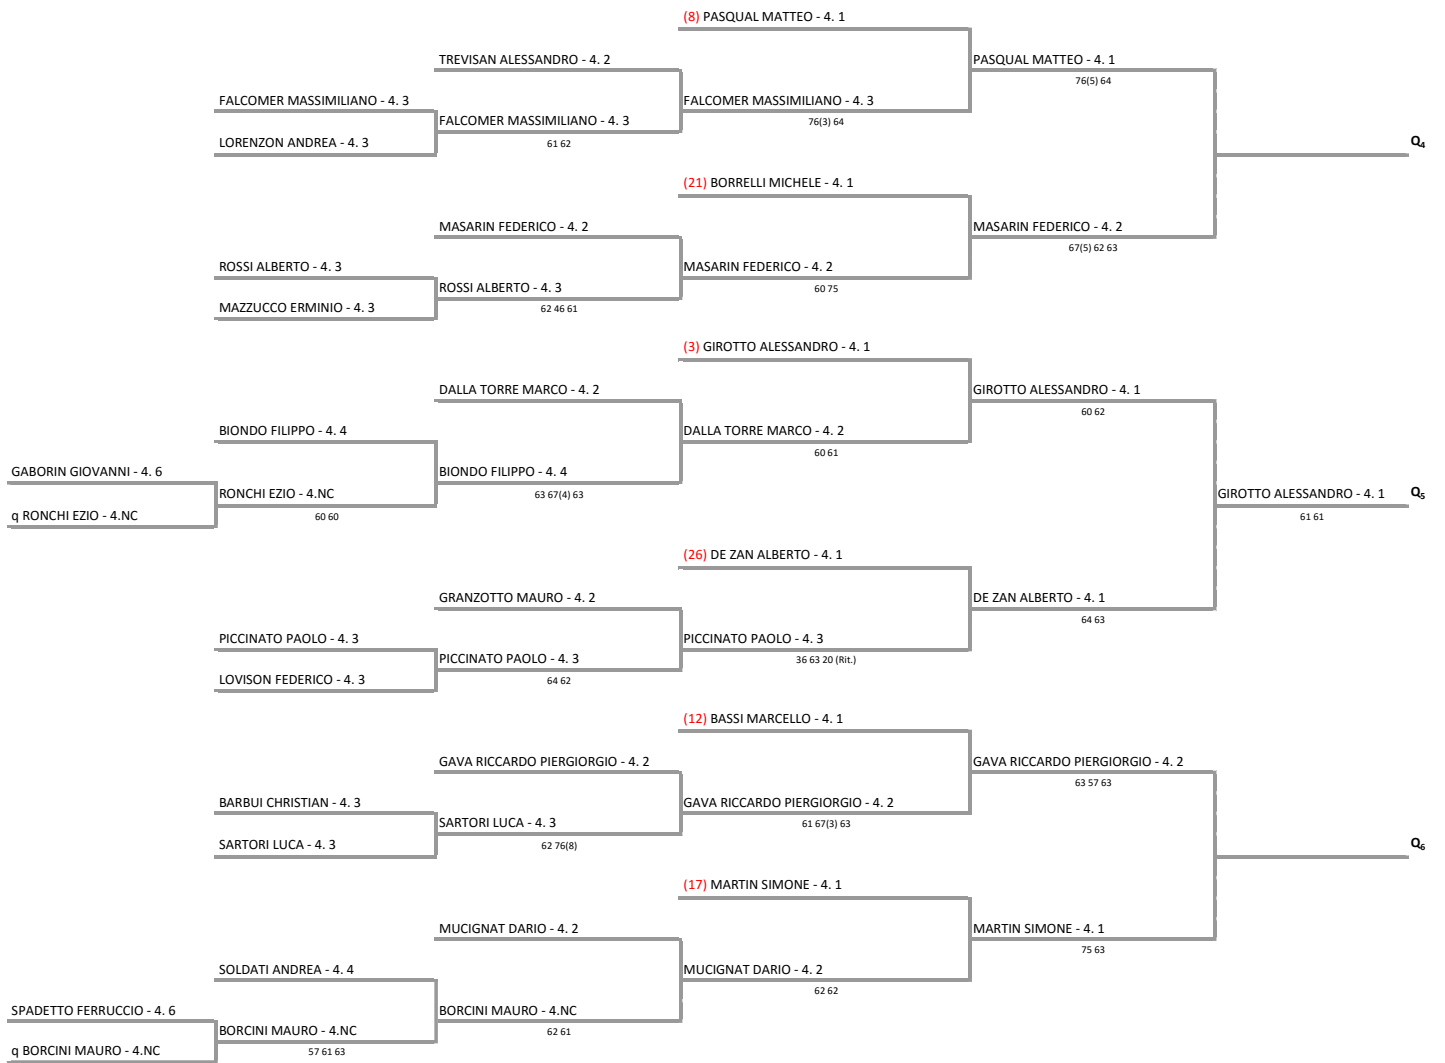 (8) PASQUAL MATTEO - 4. 1
TREVISAN ALESSANDRO - 4. 2
PASQUAL MATTEO - 4. 1
76(5) 64
FALCOMER MASSIMILIANO - 4. 3
FALCOMER MASSIMILIANO - 4. 3
FALCOMER MASSIMILIANO - 4. 3
76(3) 64
61 62
LORENZON ANDREA - 4. 3
Q4
(21) BORRELLI MICHELE - 4. 1
MASARIN FEDERICO - 4. 2
MASARIN FEDERICO - 4. 2
67(5) 62 63
ROSSI ALBERTO - 4. 3
MASARIN FEDERICO - 4. 2
60 75
ROSSI ALBERTO - 4. 3
62 46 61
MAZZUCCO ERMINIO - 4. 3
(3) GIROTTO ALESSANDRO - 4. 1
DALLA TORRE MARCO - 4. 2
GIROTTO ALESSANDRO - 4. 1
60 62
BIONDO FILIPPO - 4. 4
DALLA TORRE MARCO - 4. 2
60 61
GABORIN GIOVANNI - 4. 6
BIONDO FILIPPO - 4. 4
63 67(4) 63
RONCHI EZIO - 4.NC
60 60
GIROTTO ALESSANDRO - 4. 1
Q5
61 61
q RONCHI EZIO - 4.NC
(26) DE ZAN ALBERTO - 4. 1
GRANZOTTO MAURO - 4. 2
DE ZAN ALBERTO - 4. 1
64 63
PICCINATO PAOLO - 4. 3
PICCINATO PAOLO - 4. 3
36 63 20 (Rit.)
PICCINATO PAOLO - 4. 3
64 62
LOVISON FEDERICO - 4. 3
(12) BASSI MARCELLO - 4. 1
GAVA RICCARDO PIERGIORGIO - 4. 2
GAVA RICCARDO PIERGIORGIO - 4. 2
63 57 63
BARBUI CHRISTIAN - 4. 3
GAVA RICCARDO PIERGIORGIO - 4. 2
61 67(3) 63
SARTORI LUCA - 4. 3
62 76(8)
SARTORI LUCA - 4. 3
Q6
(17) MARTIN SIMONE - 4. 1
MUCIGNAT DARIO - 4. 2
MARTIN SIMONE - 4. 1
75 63
SOLDATI ANDREA - 4. 4
MUCIGNAT DARIO - 4. 2
62 62
SPADETTO FERRUCCIO - 4. 6
BORCINI MAURO - 4.NC
62 61
BORCINI MAURO - 4.NC
57 61 63
q BORCINI MAURO - 4.NC